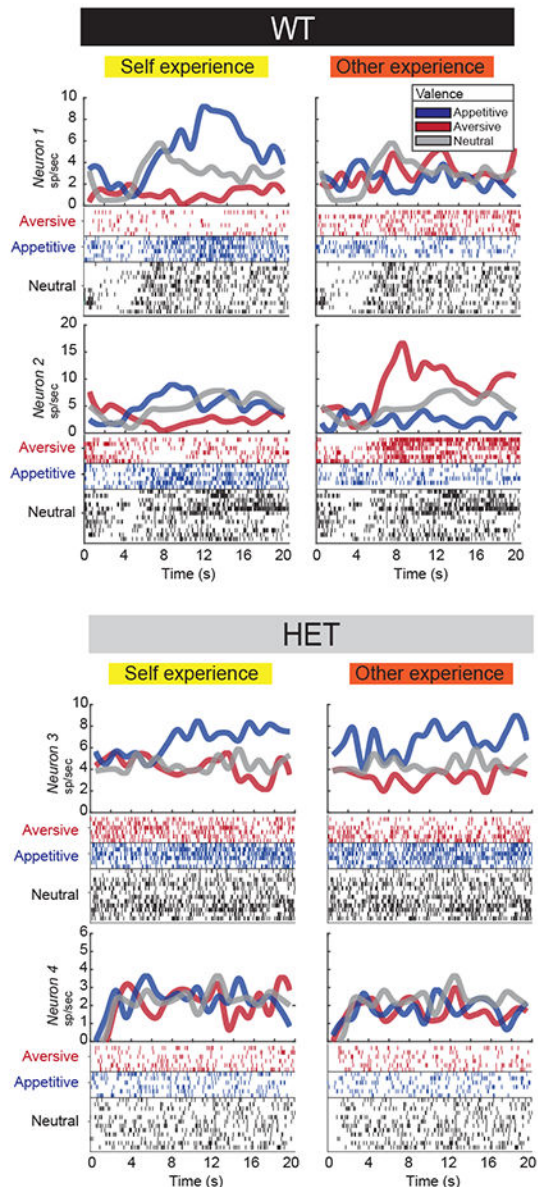 WT
Self experience
Other experience
Valence
Appetitive
Aversive
Neutral
Neuron 1
sp/sec
10
8
6
4
2
0
Aversive
Appetitive
Neutral
Neuron 2
sp/sec
20
15
10
5
0
Aversive
Appetitive
Neutral
0 4 8 12 16 20
0 4 8 12 16 20
Time (s)
Time (s)
HET
Self experience
Other experience
Neuron 3
sp/sec
10
8
6
4
2
0
Aversive
Appetitive
Neutral
Neuron 4
sp/sec
6
5
4
3
2
1
0
Aversive
Appetitive
Neutral
0 4 8 12 16 20
0 4 8 12 16 20
Time (s)
Time (s)